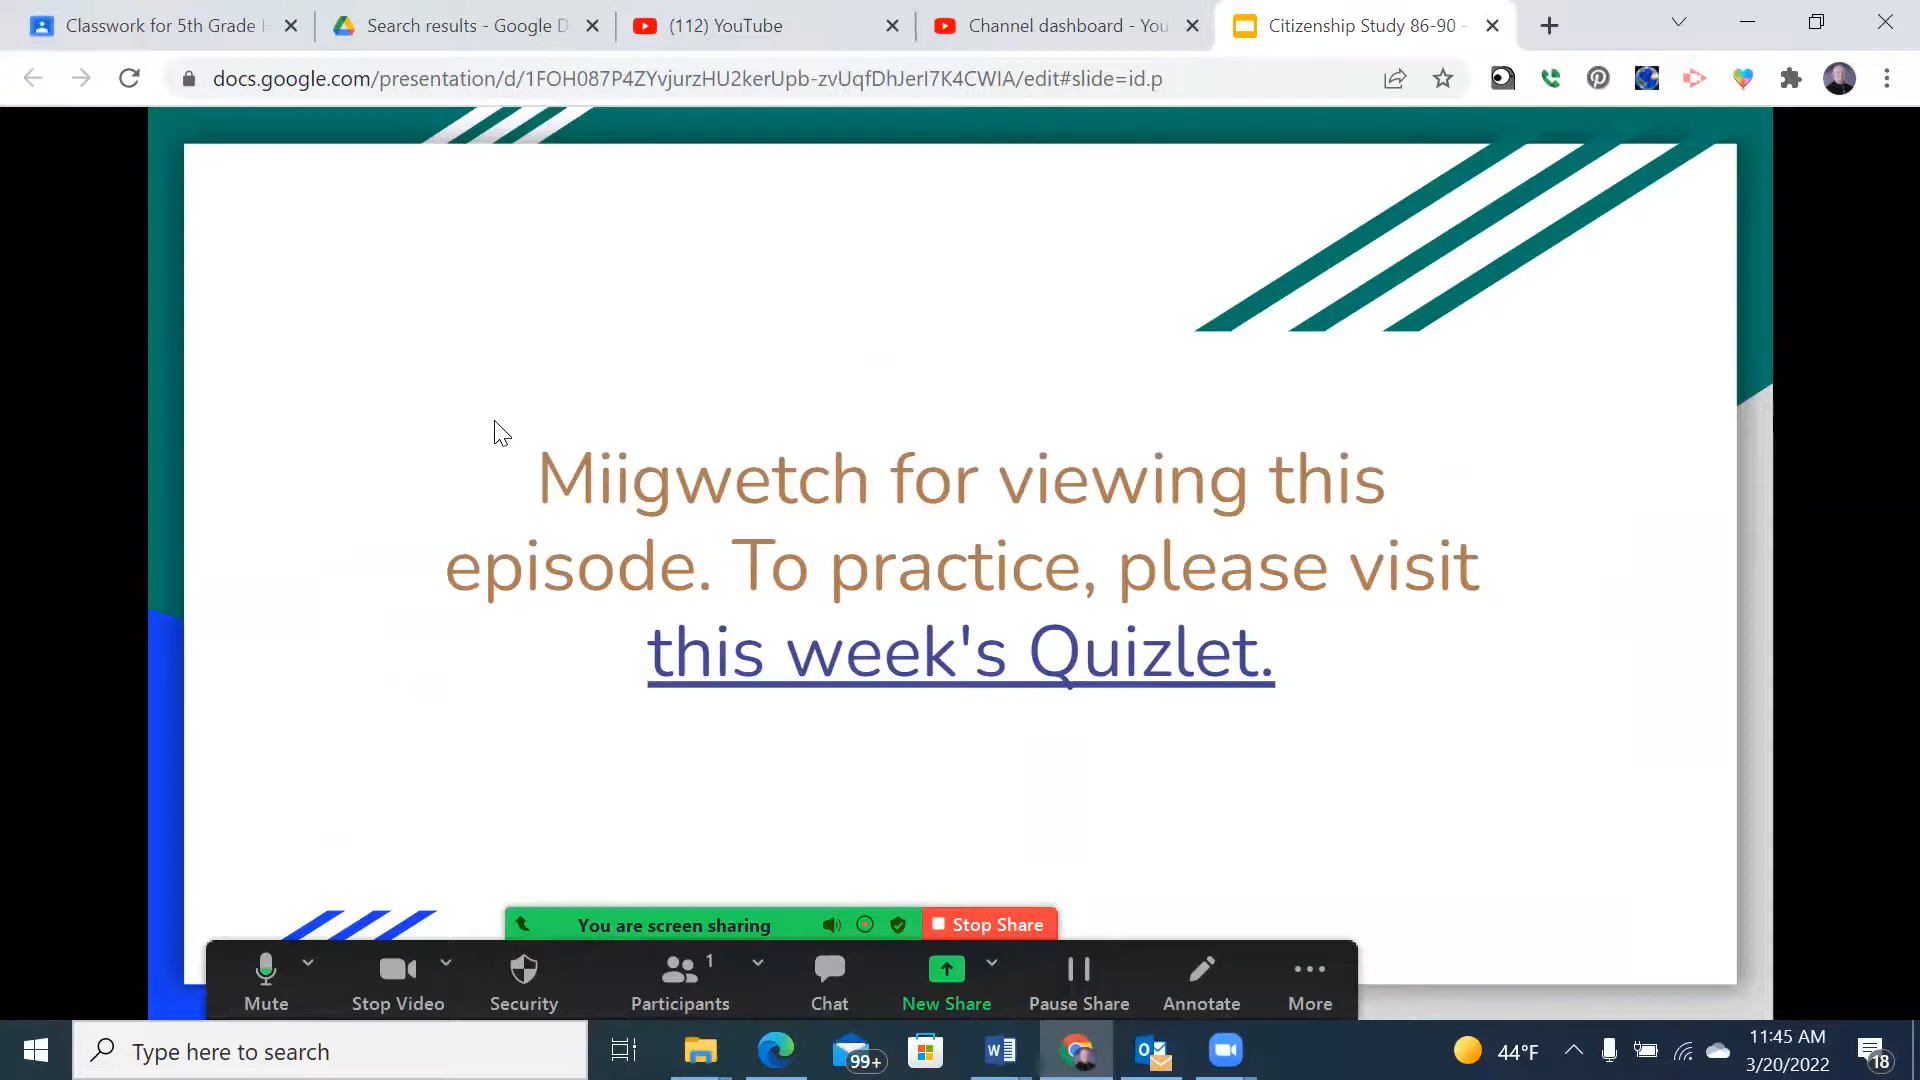 Classwork for 5th Grade H
Search results - Google D
(112) YouTube
Channel dashboard - You
Citizenship Study 86-90 -
docs.google.com/presentation/d/1FOH087P4ZYvjurzHU2kerUpb-zvUqfDhJerI7K4CWIA/edit#slide=id.p
Miigwetch for viewing this
episode. To practice, please visit
this week's Quizlet.
You are screen sharing
Stop Share
Mute
Stop Video
Security
1
Participants
Chat
New Share
Pause Share
Annotate
More
Type here to search
99+
44°F
11:45 AM
3/20/2022
18